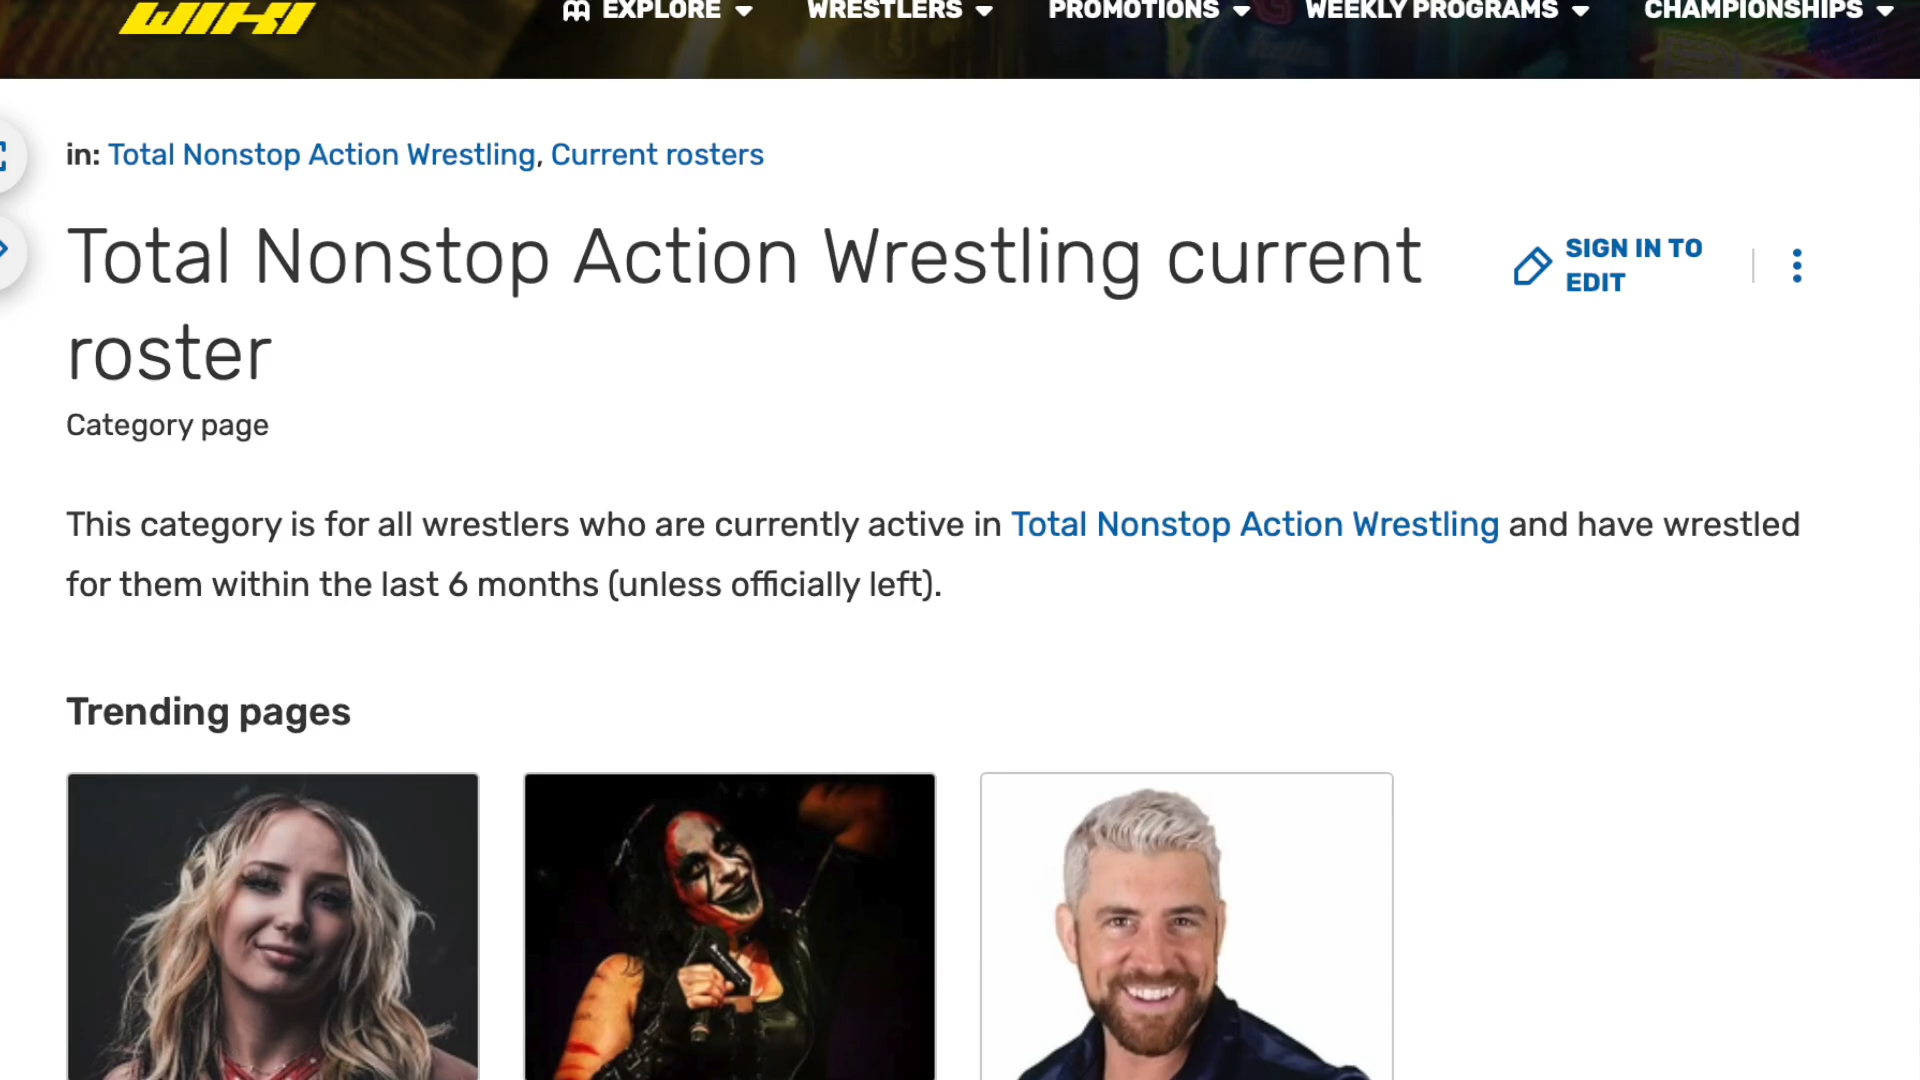 WIKI
EXPLORE WRESTLERS PROMOTIONS WEEKLY PROGRAMS CHAMPIONSHIPS
in: Total Nonstop Action Wrestling, Current rosters
Total Nonstop Action Wrestling current
roster
SIGN IN TO
EDIT
Category page
This category is for all wrestlers who are currently active in Total Nonstop Action Wrestling and have wrestled
for them within the last 6 months (unless officially left).
Trending pages